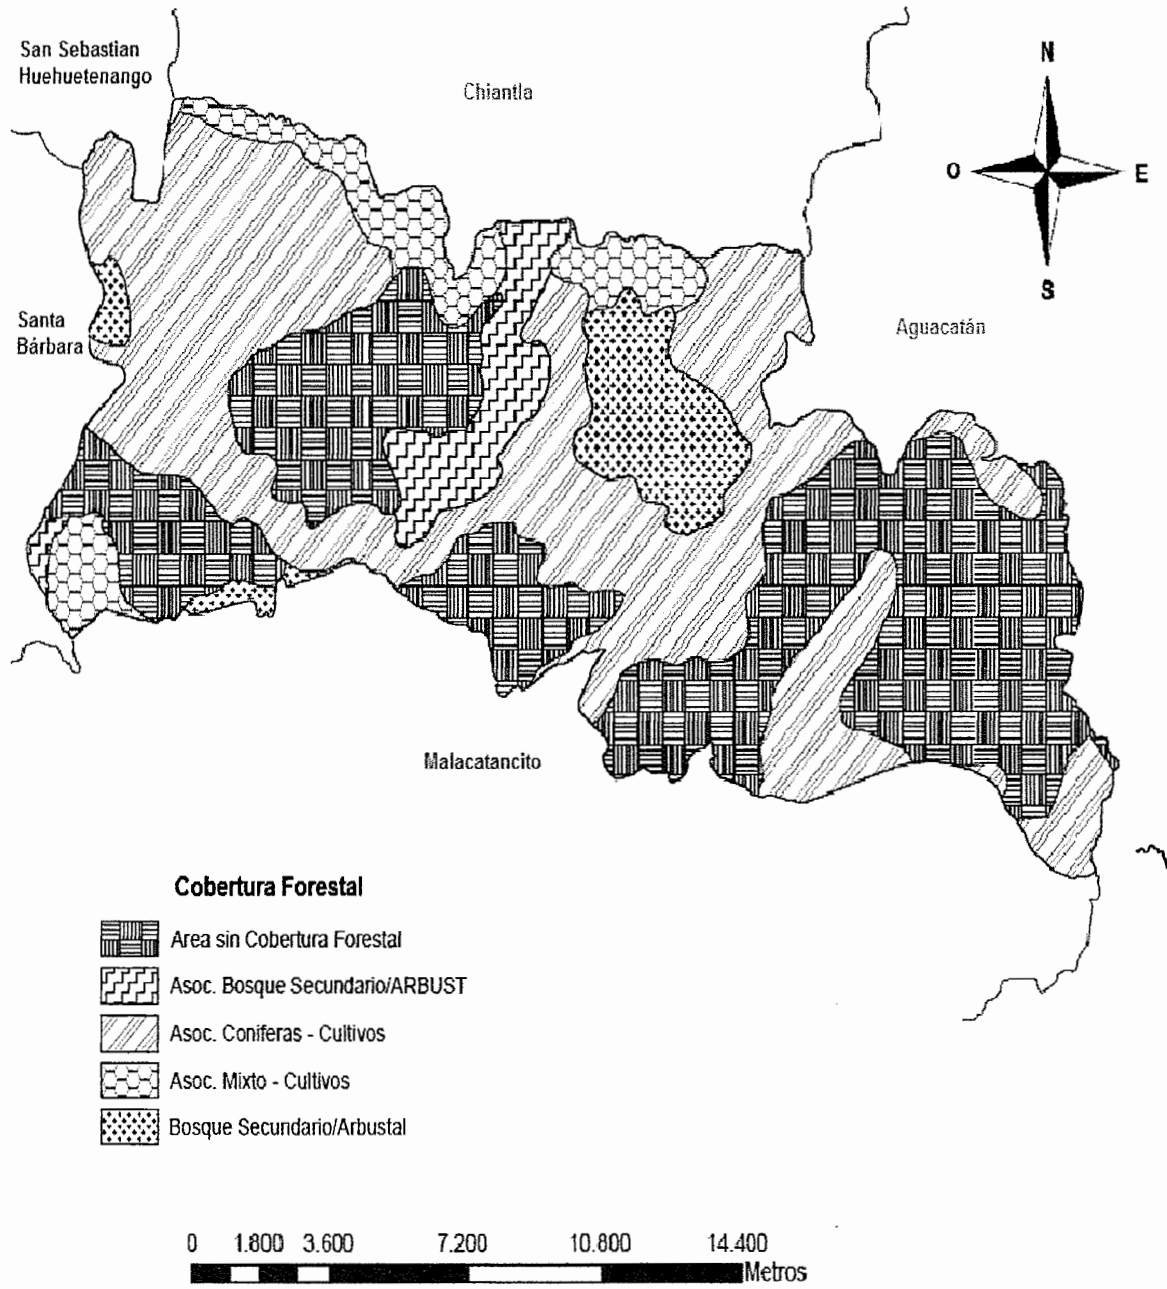 San Sebastian
Huehuetenango
Chiantla
N
O
E
S
Santa
Bárbara
Aguacatán
Malacatancito
Cobertura Forestal
Area sin Cobertura Forestal
Asoc. Bosque Secundario/ARBUST
Asoc. Coniferas - Cultivos
Asoc. Mixto - Cultivos
Bosque Secundario/Arbustal
0 1.800 3.600 7.200 10.800 14.400
Metros